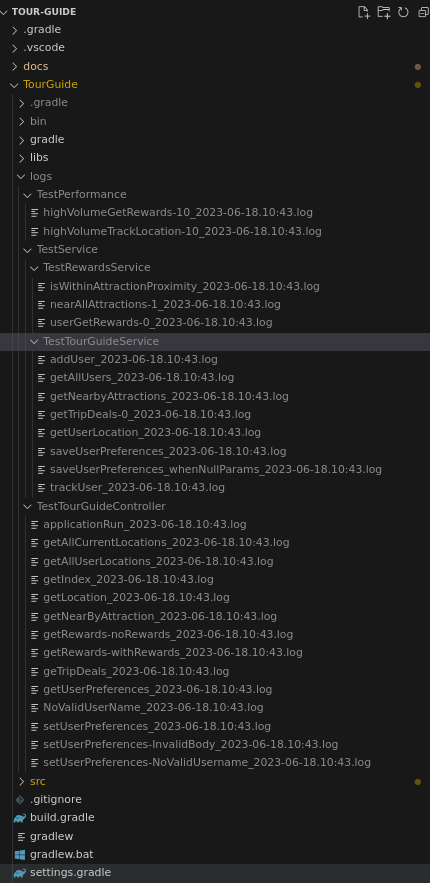 TOUR-GUIDE
.gradle
.vscode
docs
TourGuide
.gradle
bin
gradle
libs
logs
TestPerformance
highVolumeGetRewards-10_2023-06-18.10:43.log
highVolumeTrackLocation-10_2023-06-18.10:43.log
TestService
TestRewardsService
isWithinAttractionProximity_2023-06-18.10:43.log
nearAllAttractions-1_2023-06-18.10:43.log
userGetRewards-0_2023-06-18.10:43.log
TestTourGuideService
addUser_2023-06-18.10:43.log
getAllUsers_2023-06-18.10:43.log
getNearbyAttractions_2023-06-18.10:43.log
getTripDeals-0_2023-06-18.10:43.log
getUserLocation_2023-06-18.10:43.log
saveUserPreferences_2023-06-18.10:43.log
saveUserPreferences_whenNullParams_2023-06-18.10:43.log
trackUser_2023-06-18.10:43.log
TestTourGuideController
applicationRun_2023-06-18.10:43.log
getAllCurrentLocations_2023-06-18.10:43.log
getAllUserLocations_2023-06-18.10:43.log
getIndex_2023-06-18.10:43.log
getLocation_2023-06-18.10:43.log
getNearByAttraction_2023-06-18.10:43.log
getRewards-noRewards_2023-06-18.10:43.log
getRewards-withRewards_2023-06-18.10:43.log
geTripDeals_2023-06-18.10:43.log
getUserPreferences_2023-06-18.10:43.log
NoValidUserName_2023-06-18.10:43.log
setUserPreferences_2023-06-18.10:43.log
setUserPreferences-InvalidBody_2023-06-18.10:43.log
setUserPreferences-NoValidUsername_2023-06-18.10:43.log
src
.gitignore
build.gradle
gradlew
gradlew.bat
settings.gradle